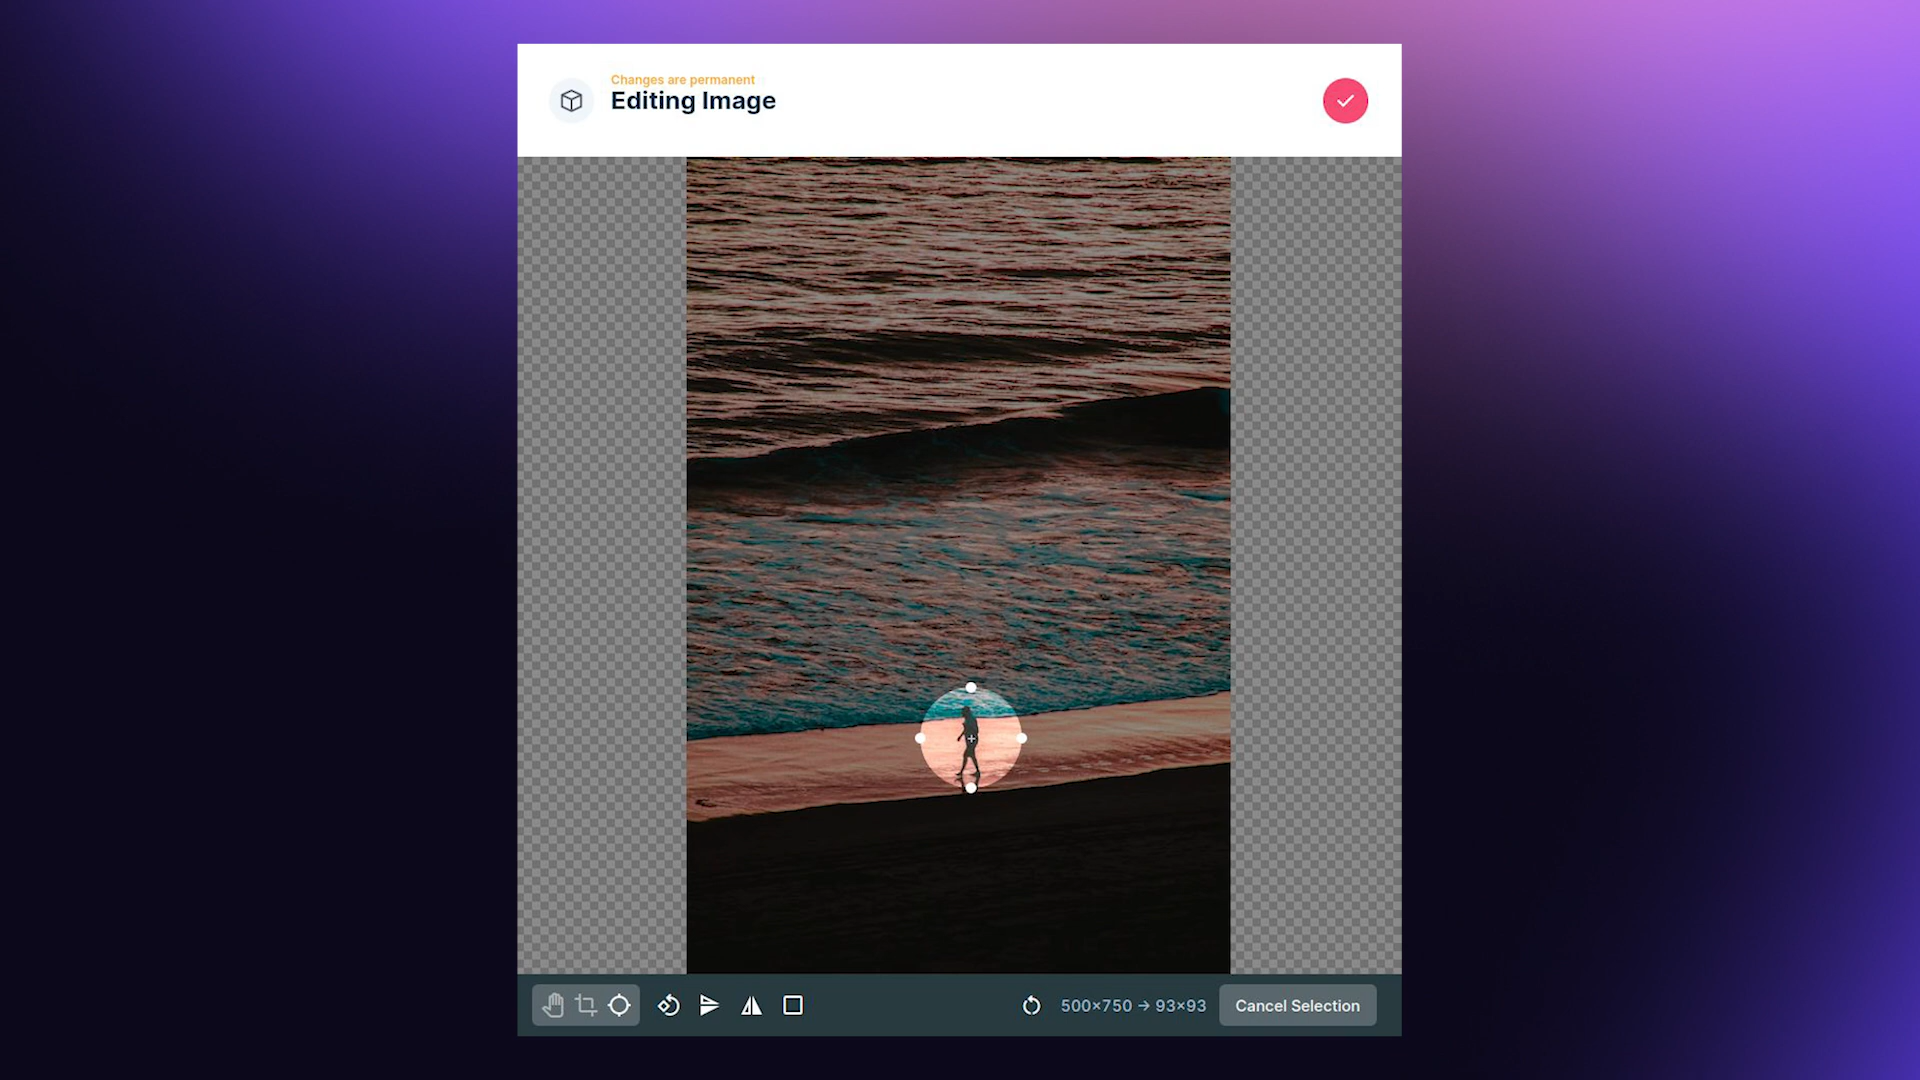 Changes are permanent
Editing Image
500×750 → 93×93
Cancel Selection